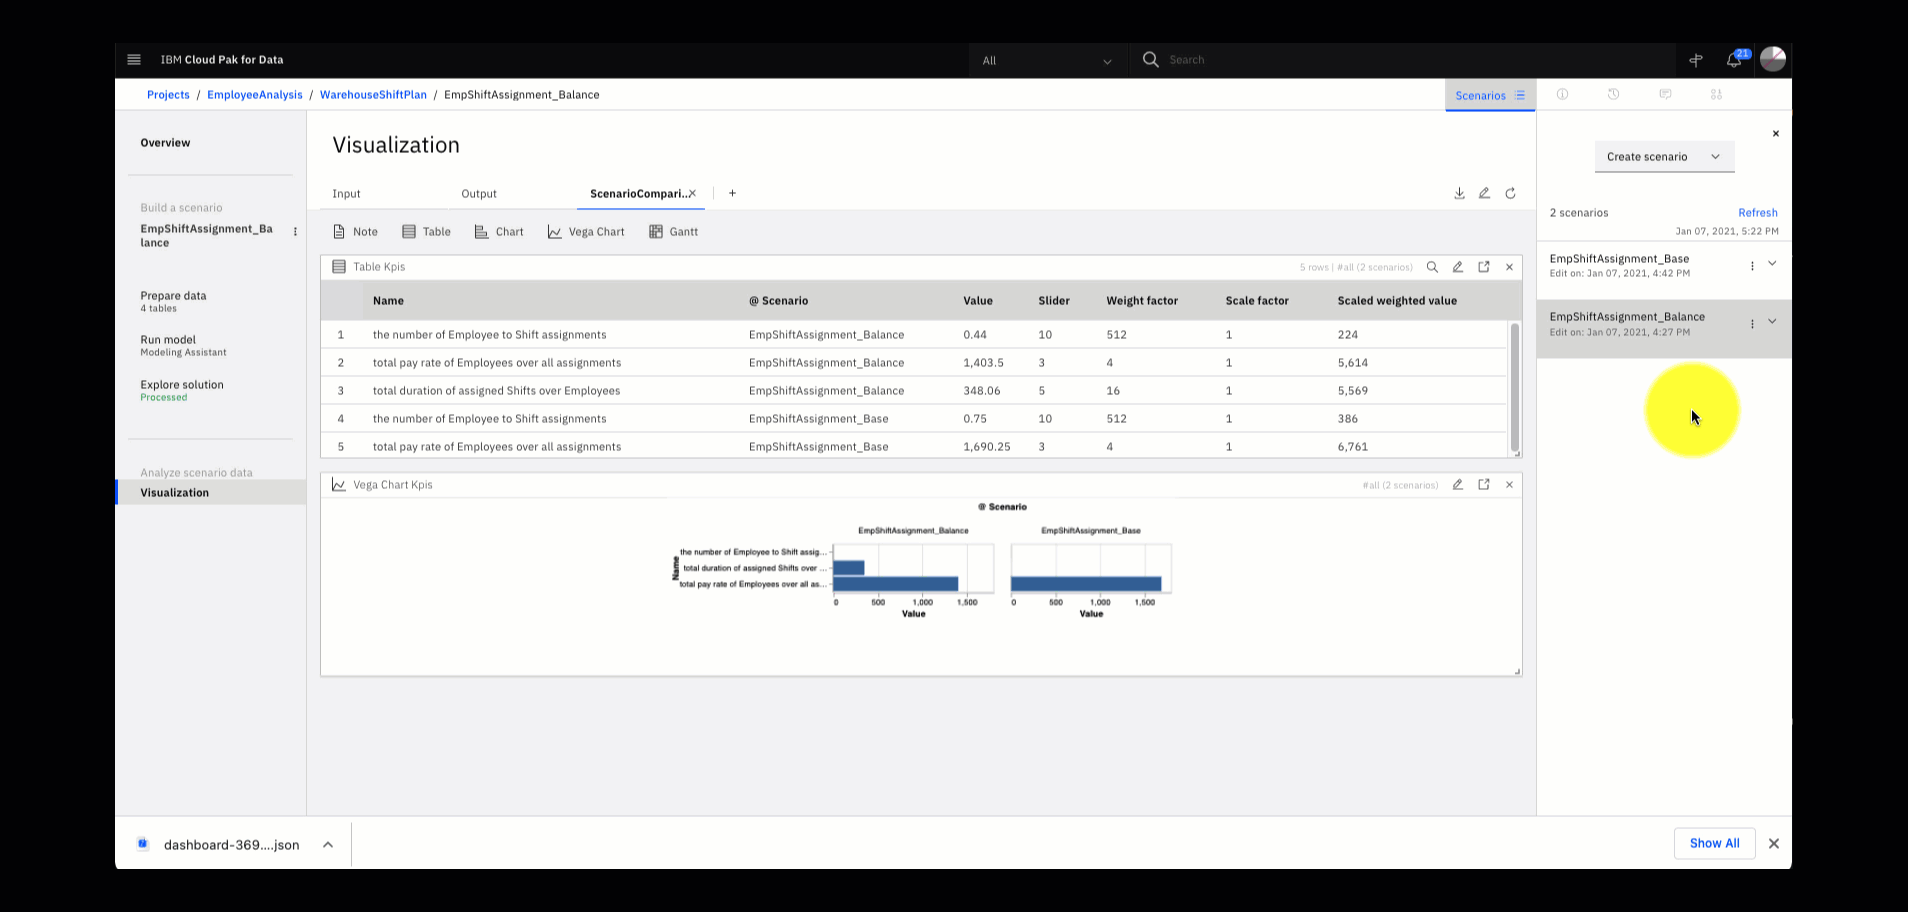 IBM Cloud Pak for Data
All
Search
21
Projects / EmployeeAnalysis / WarehouseShiftPlan / EmpShiftAssignment_Balance
Scenarios
Overview
Build a scenario
EmpShiftAssignment_Ba
lance
Prepare data
4 tables
Run model
Modeling Assistant
Explore solution
Processed
Analyze scenario data
Visualization
Visualization
Input Output ScenarioCompari.. +
Note Table Chart Vega Chart Gantt
Table Kpis
5 rows | #all (2 scenarios)
Name @ Scenario Value Slider Weight factor Scale factor Scaled weighted value
1 the number of Employee to Shift assignments EmpShiftAssignment_Balance 0.44 10 512 1 224
2 total pay rate of Employees over all assignments EmpShiftAssignment_Balance 1,403.5 3 4 1 5,614
3 total duration of assigned Shifts over Employees EmpShiftAssignment_Balance 348.06 5 16 1 5,569
4 the number of Employee to Shift assignments EmpShiftAssignment_Base 0.75 10 512 1 386
5 total pay rate of Employees over all assignments EmpShiftAssignment_Base 1,690.25 3 4 1 6,761
Vega Chart Kpis
#all (2 scenarios)
@ Scenario
EmpShiftAssignment_Balance EmpShiftAssignment_Base
Name
the number of Employee to Shift assig...
total duration of assigned Shifts over ...
total pay rate of Employees over all as...
0 500 1,000 1,500 0 500 1,000 1,500
Value Value
Create scenario
2 scenarios Refresh
Jan 07, 2021, 5:22 PM
EmpShiftAssignment_Base
Edit on: Jan 07, 2021, 4:42 PM
EmpShiftAssignment_Balance
Edit on: Jan 07, 2021, 4:27 PM
dashboard-369....json
Show All